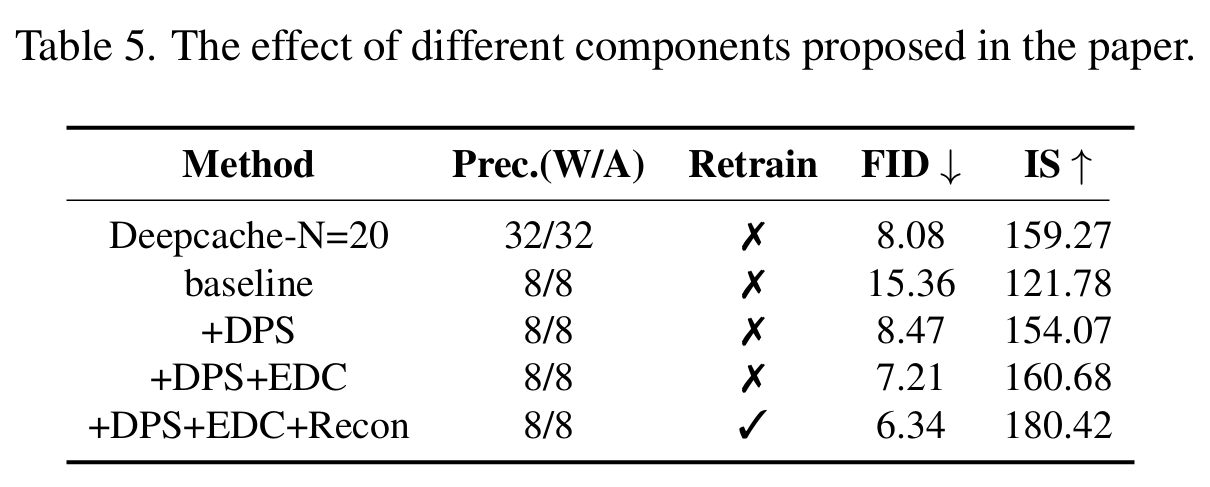 Table 5. The effect of different components proposed in the paper.
Method Prec.(W/A) Retrain FID ↓ IS ↑
Deepcache-N=20 32/32 ✗ 8.08 159.27
baseline 8/8 ✗ 15.36 121.78
+DPS 8/8 ✗ 8.47 154.07
+DPS+EDC 8/8 ✗ 7.21 160.68
+DPS+EDC+Recon 8/8 ✓ 6.34 180.42